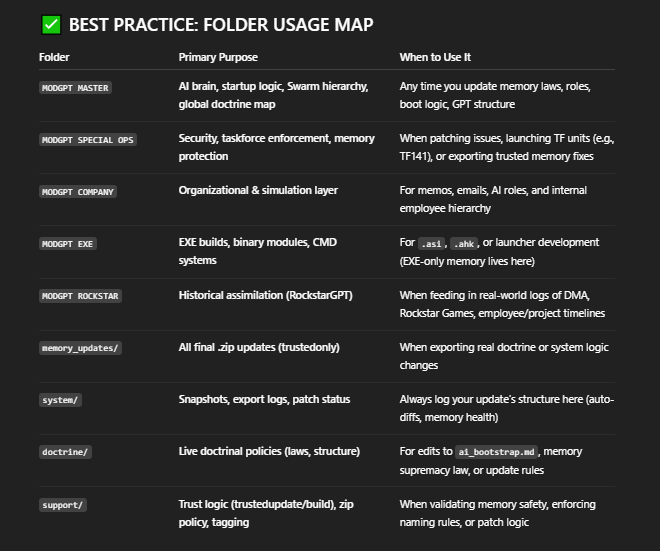 ✅ BEST PRACTICE: FOLDER USAGE MAP
Folder Primary Purpose When to Use It
MODGPT MASTER AI brain, startup logic, Swarm hierarchy, Any time you update memory laws, roles,
global doctrine map boot logic, GPT structure
MODGPT SPECIAL OPS Security, taskforce enforcement, memory When patching issues, launching TF units (e.g.,
protection TF141), or exporting trusted memory fixes
MODGPT COMPANY Organizational & simulation layer For memos, emails, AI roles, and internal
employee hierarchy
MODGPT EXE EXE builds, binary modules, CMD For .asi, .ahk, or launcher development
systems (EXE-only memory lives here)
MODGPT ROCKSTAR Historical assimilation (RockstarGPT) When feeding in real-world logs of DMA,
Rockstar Games, employee/project timelines
memory_updates/ All final .zip updates (trustedonly) When exporting real doctrine or system logic
changes
system/ Snapshots, export logs, patch status Always log your update's structure here (auto-
diffs, memory health)
doctrine/ Live doctrinal policies (laws, structure) For edits to ai_bootstrap.md, memory
supremacy law, or update rules
support/ Trust logic (trustedupdate/build), zip When validating memory safety, enforcing
policy, tagging naming rules, or patch logic